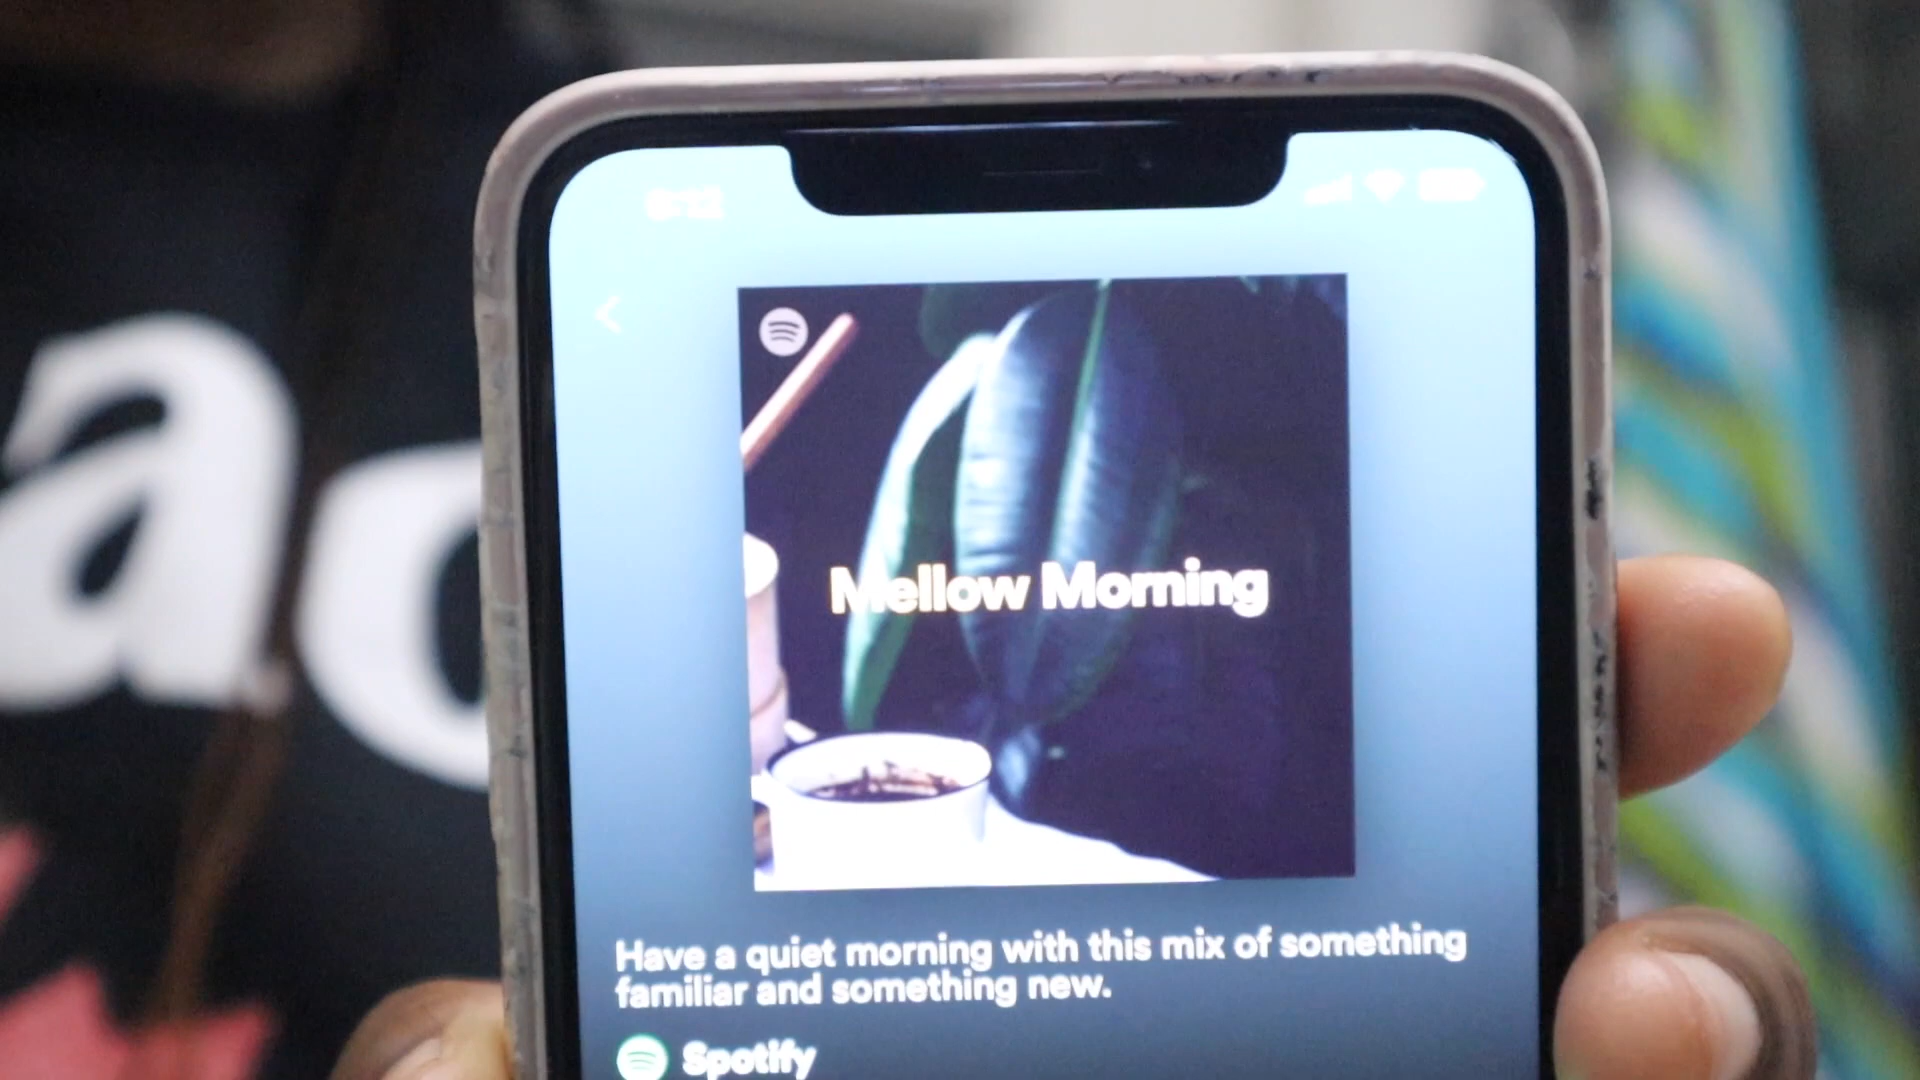 Mellow Morning
Have a quiet morning with this mix of something
familiar and something new.
Spotify